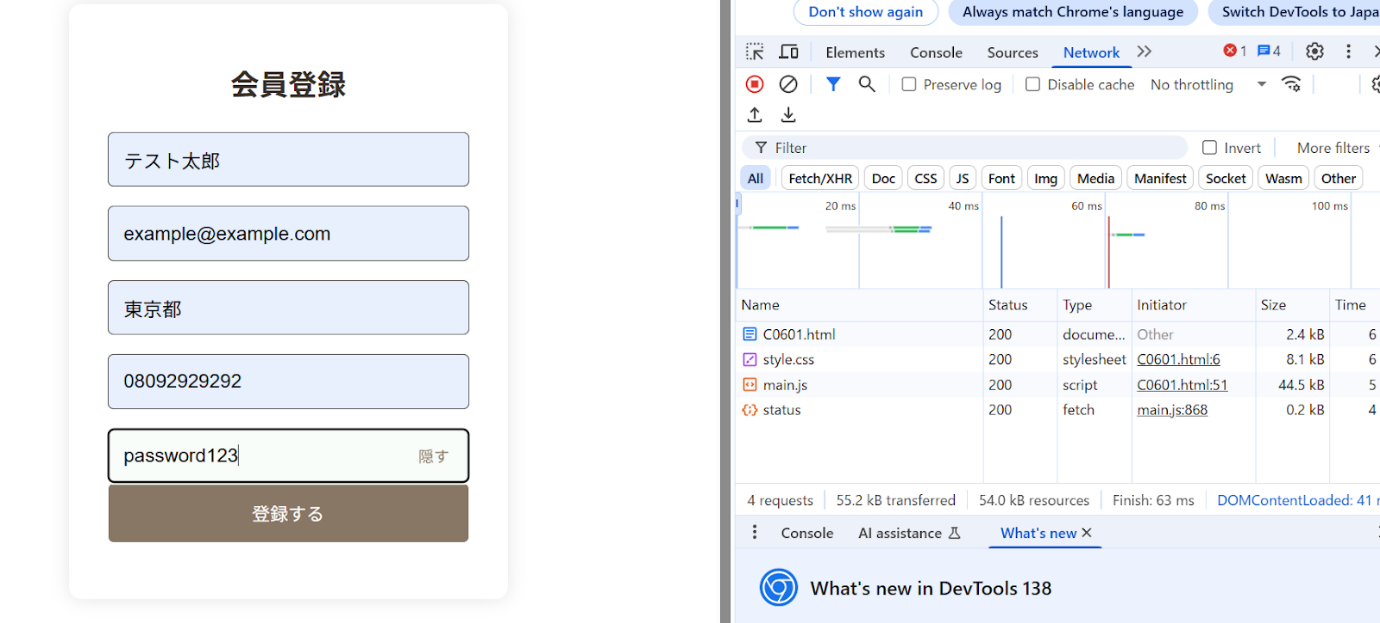 会員登録
テスト太郎
example@example.com
東京都
08092929292
password123 隠す
登録する
Don't show again Always match Chrome's language Switch DevTools to Japa
Elements Console Sources Network 1 4
Preserve log Disable cache No throttling
Filter Invert More filters
All Fetch/XHR Doc CSS JS Font Img Media Manifest Socket Wasm Other
20 ms 40 ms 60 ms 80 ms 100 ms
Name Status Type Initiator Size Time
C0601.html 200 docume... Other 2.4 kB 6
style.css 200 stylesheet C0601.html:6 8.1 kB 6
main.js 200 script C0601.html:51 44.5 kB 5
status 200 fetch main.js:868 0.2 kB 4
4 requests 55.2 kB transferred 54.0 kB resources Finish: 63 ms DOMContentLoaded: 41
Console AI assistance What's new
What's new in DevTools 138